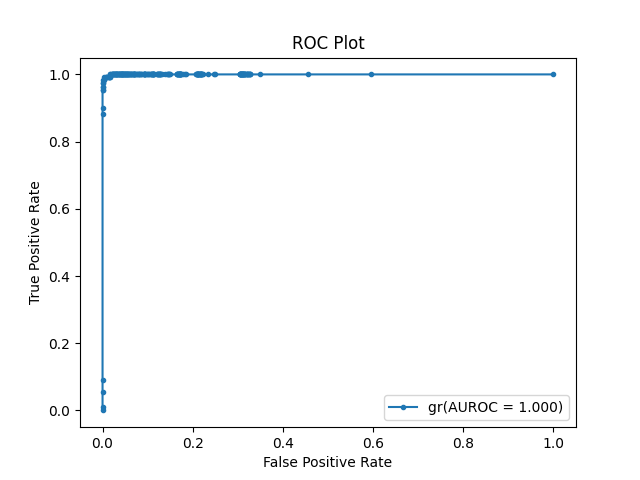 ROC Plot
True Positive Rate
1.0
0.8
0.6
0.4
0.2
0.0
gr(AUROC = 1.000)
0.0 0.2 0.4 0.6 0.8 1.0
False Positive Rate